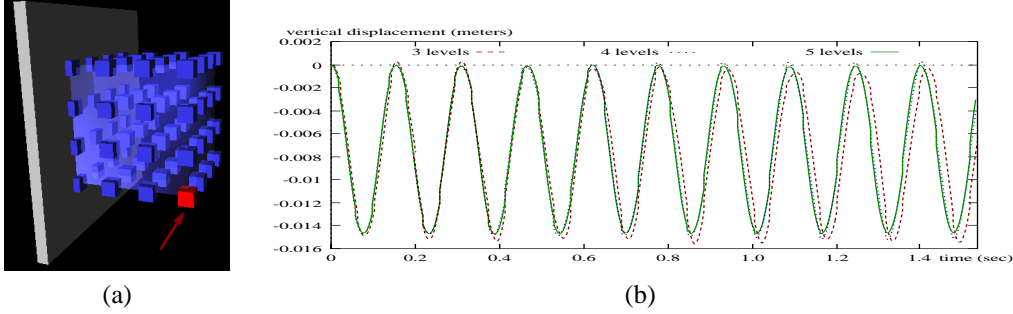 vertical displacement (meters)
0.002
3 levels 4 levels 5 levels
0
-0.002
-0.004
-0.006
-0.008
-0.01
-0.012
-0.014
-0.016
0 0.2 0.4 0.6 0.8 1.0 1.2 1.4 time (sec)
(a) (b)